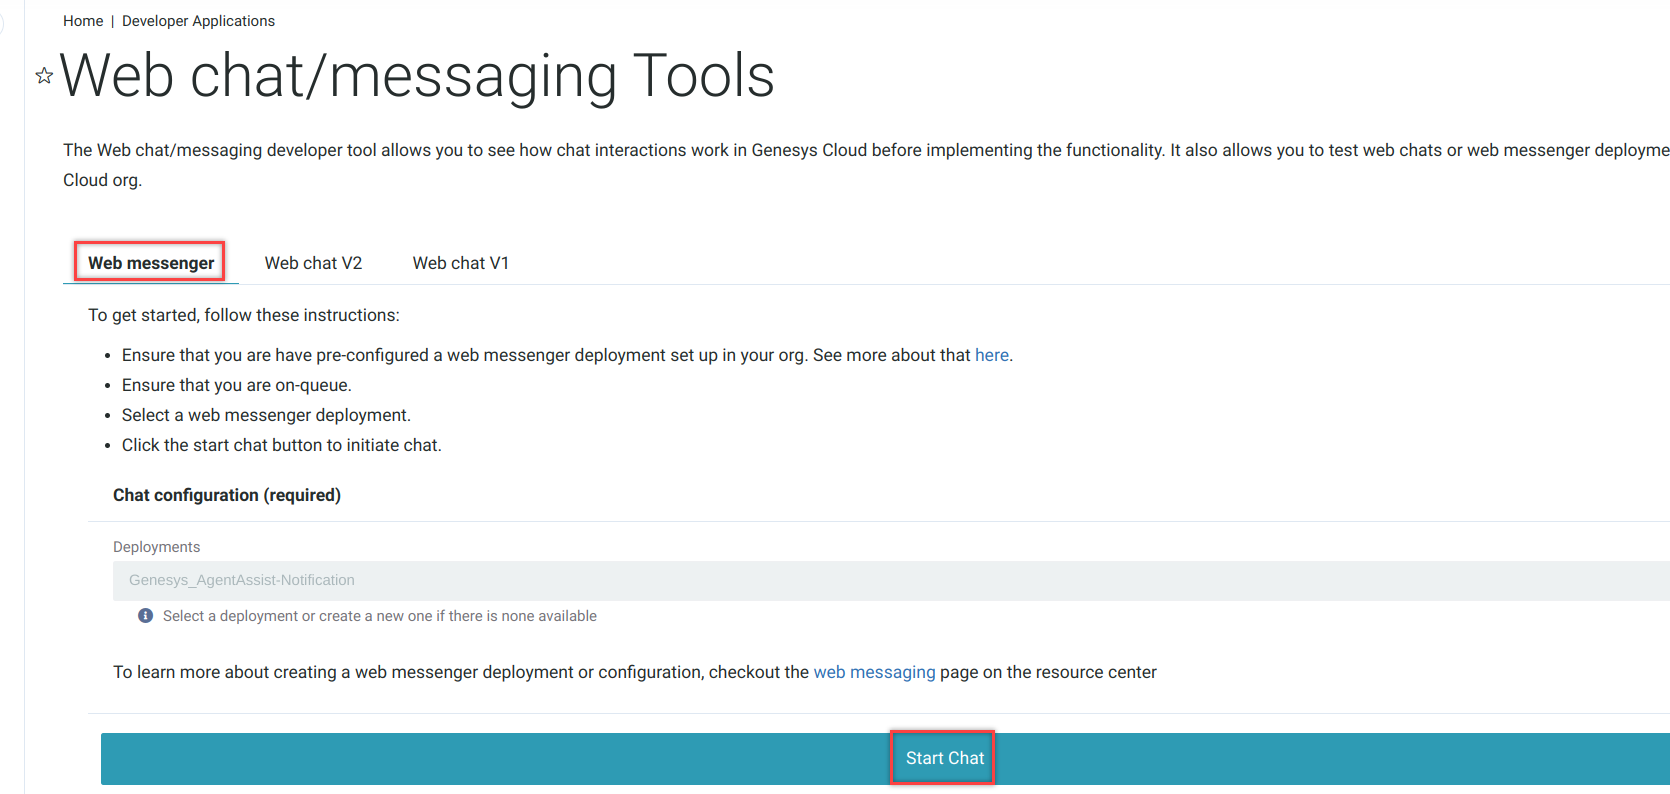 Home | Developer Applications
Web chat/messaging Tools
The Web chat/messaging developer tool allows you to see how chat interactions work in Genesys Cloud before implementing the functionality. It also allows you to test web chats or web messenger deployme
Cloud org.
Web messenger Web chat V2 Web chat V1
To get started, follow these instructions:
• Ensure that you are have pre-configured a web messenger deployment set up in your org. See more about that here.
• Ensure that you are on-queue.
• Select a web messenger deployment.
• Click the start chat button to initiate chat.
Chat configuration (required)
Deployments
Genesys_AgentAssist-Notification
Select a deployment or create a new one if there is none available
To learn more about creating a web messenger deployment or configuration, checkout the web messaging page on the resource center
Start Chat